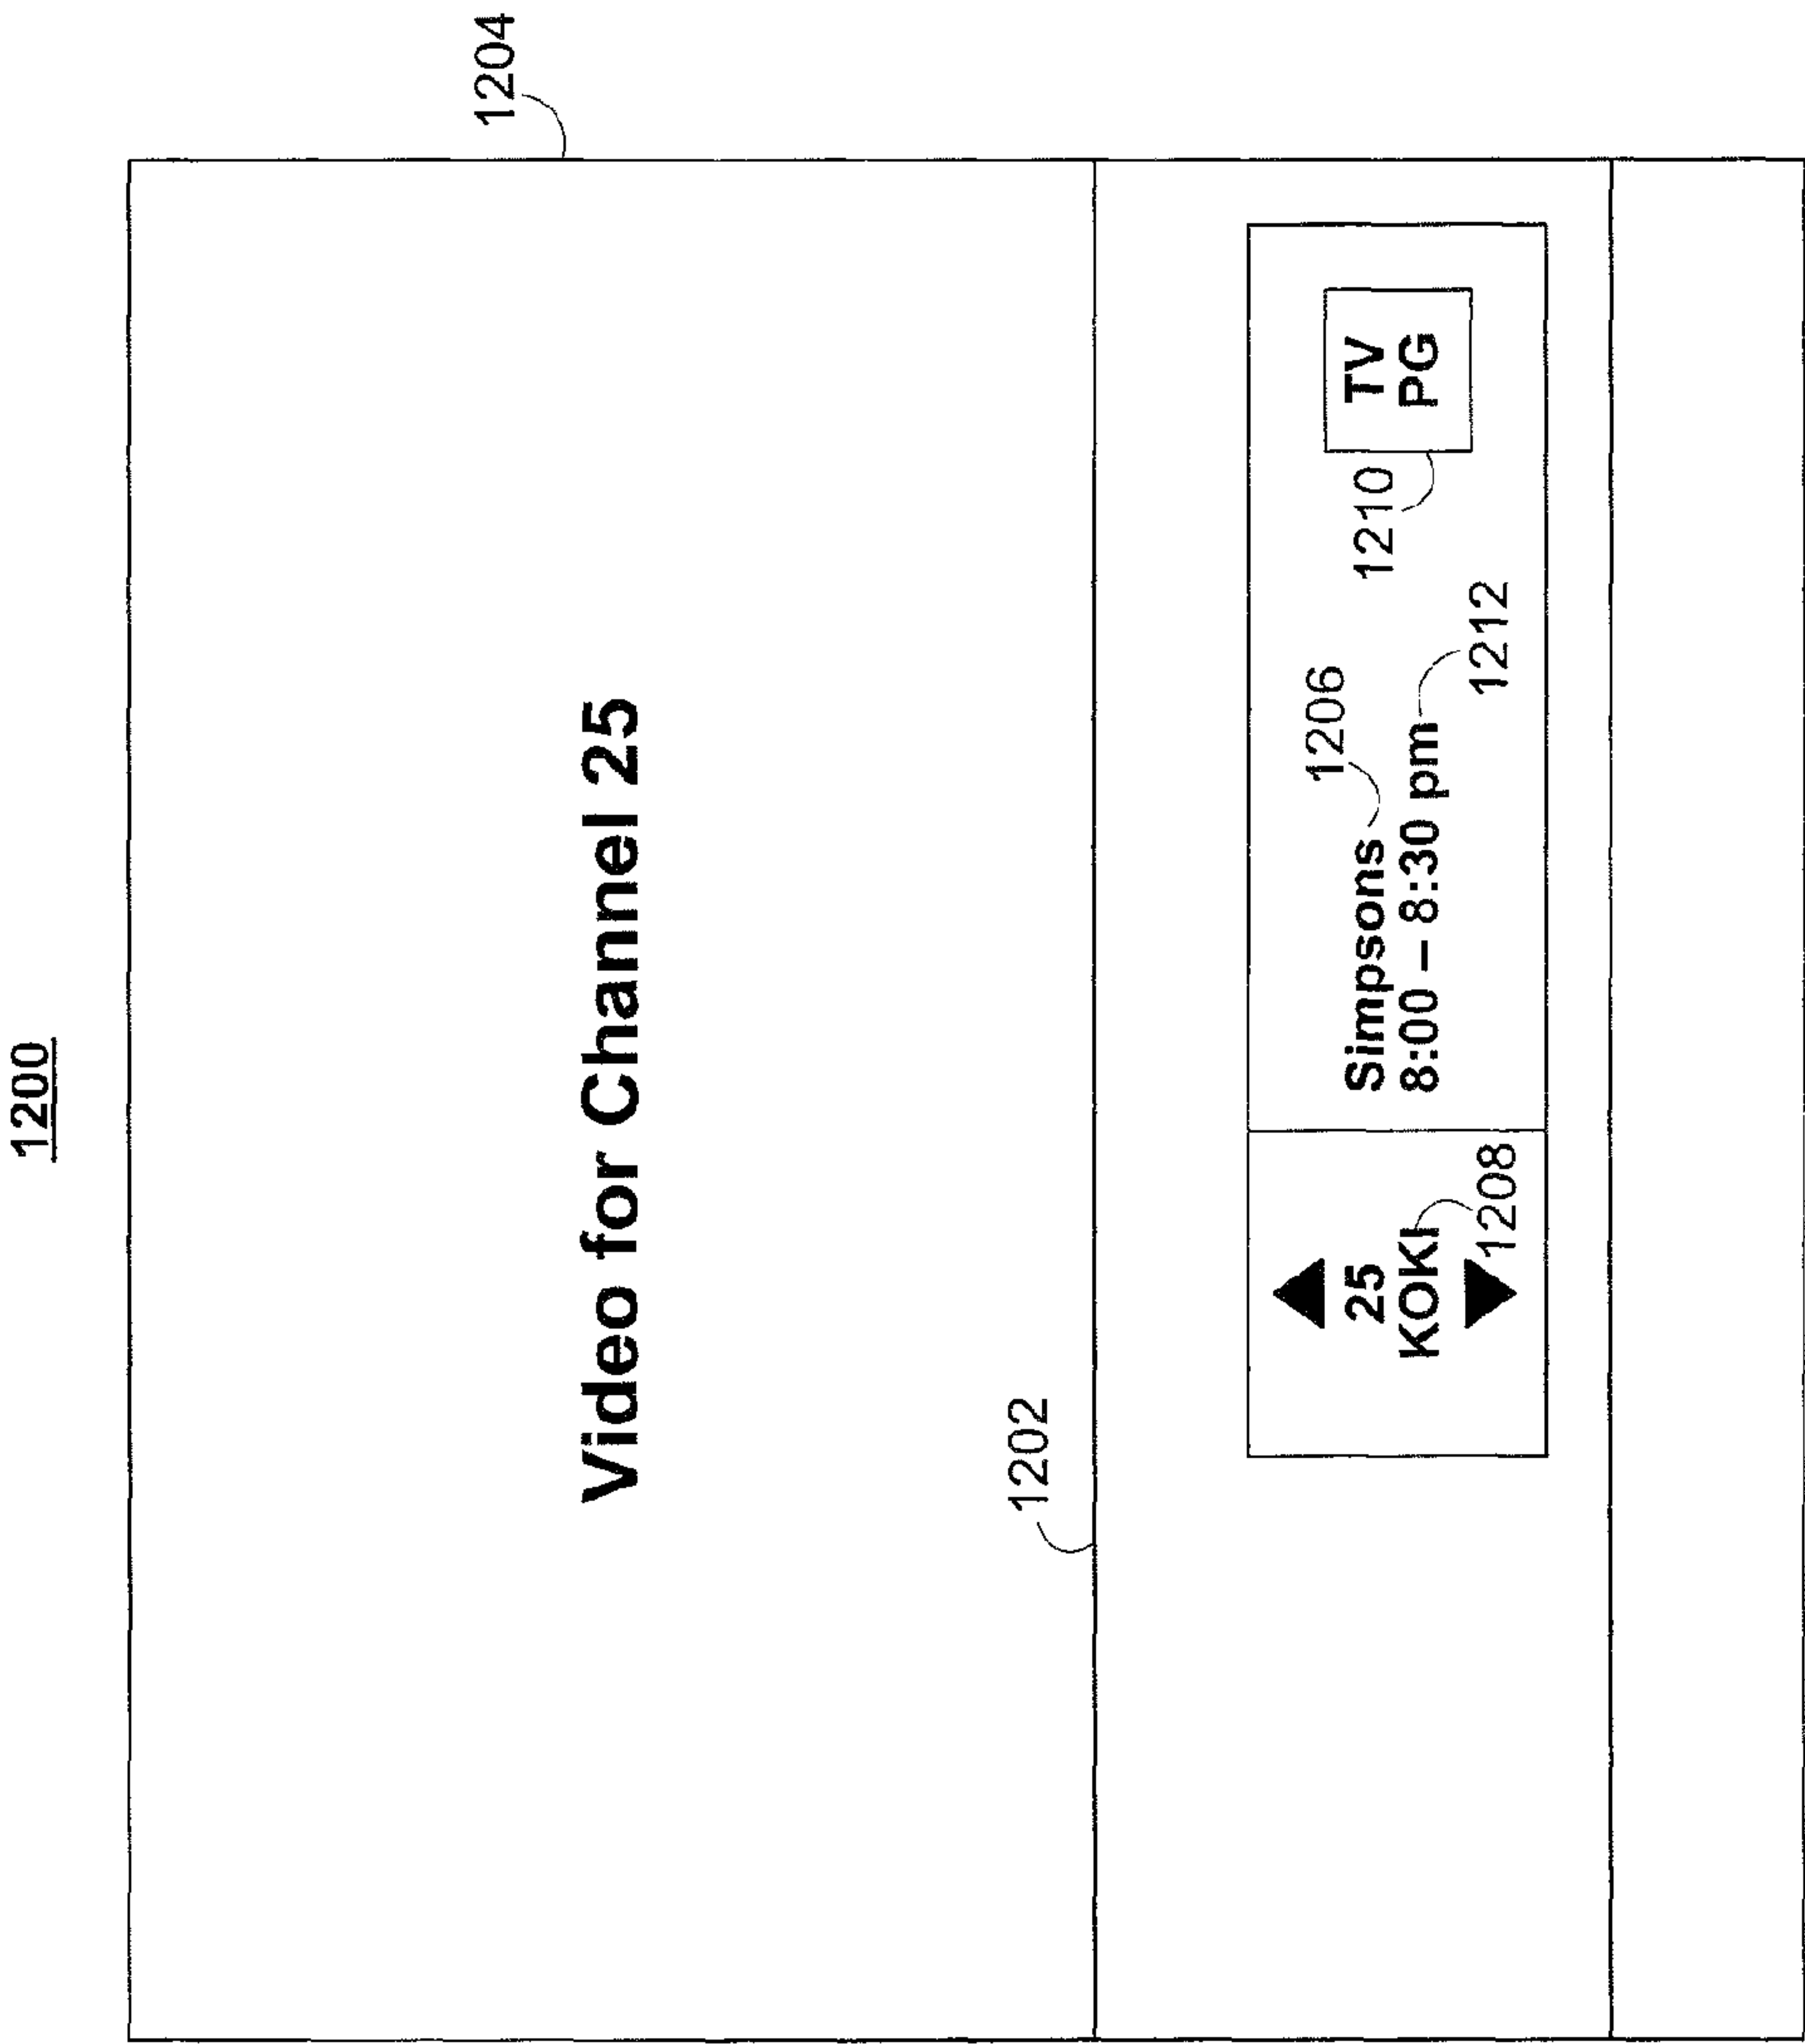 1200
1204
Video for Channel 25
1202
25
KOKI
1208
Simpsons
1206
8:00 – 8:30 pm
1212
1210
TV
PG